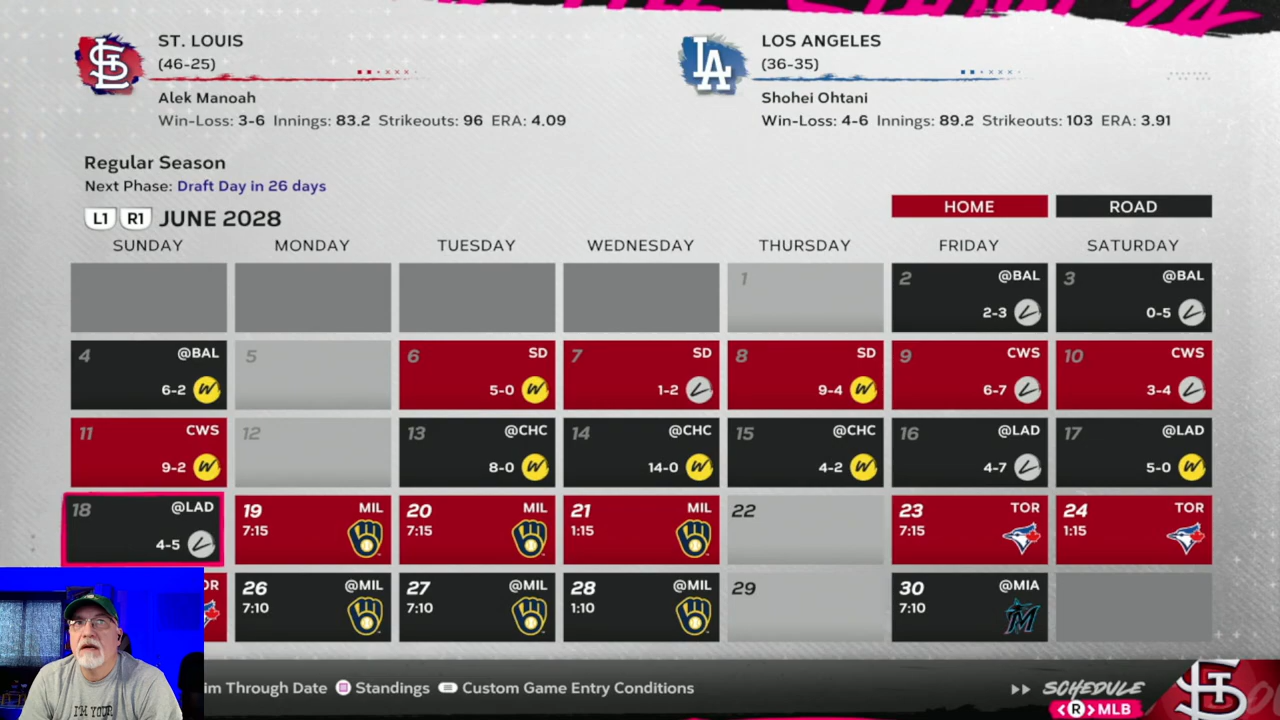 ST. LOUIS
(46-25)
Alek Manoah
Win-Loss: 3-6 Innings: 83.2 Strikeouts: 96 ERA: 4.09
LOS ANGELES
(36-35)
Shohei Ohtani
Win-Loss: 4-6 Innings: 89.2 Strikeouts: 103 ERA: 3.91
Regular Season
Next Phase: Draft Day in 26 days
L1 R1 JUNE 2028
HOME ROAD
SUNDAY MONDAY TUESDAY WEDNESDAY THURSDAY FRIDAY SATURDAY
1 2 @BAL 3 @BAL
2-3 L 0-5 L
4 @BAL 5 6 SD 7 SD 8 SD 9 CWS 10 CWS
6-2 W 5-0 W 1-2 L 9-4 W 6-7 L 3-4 L
11 CWS 12 13 @CHC 14 @CHC 15 @CHC 16 @LAD 17 @LAD
9-2 W 8-0 W 14-0 W 4-2 W 4-7 L 5-0 W
18 @LAD 19 MIL 20 MIL 21 MIL 22 23 TOR 24 TOR
7:15 7:15 1:15 7:15 1:15
4-5 L
OR 26 @MIL 27 @MIL 28 @MIL 29 30 @MIA
7:10 7:10 1:10 7:10
im Through Date Standings Custom Game Entry Conditions
SCHEDULE
R MLB
I'M YOUR